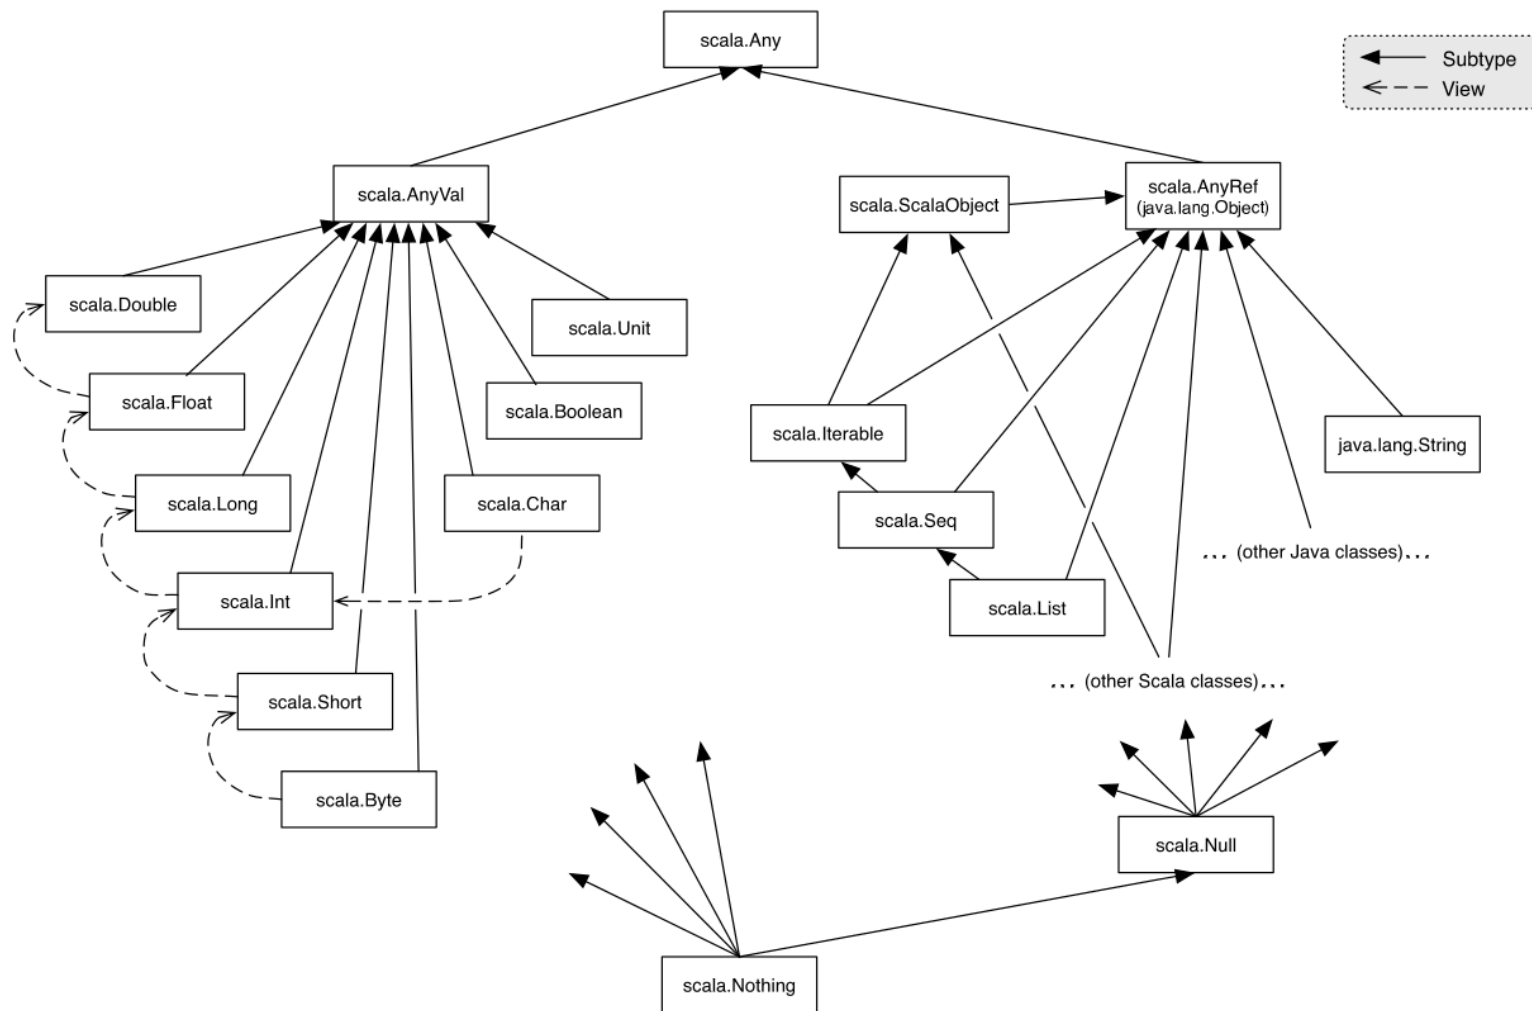 scala.Any
Subtype
View
scala.AnyVal
scala.ScalaObject
scala.AnyRef
(java.lang.Object)
scala.Double
scala.Unit
scala.Float
scala.Boolean
scala.Iterable
java.lang.String
scala.Long
scala.Char
scala.Seq
... (other Java classes)...
scala.Int
scala.List
scala.Short
... (other Scala classes)...
scala.Byte
scala.Null
scala.Nothing